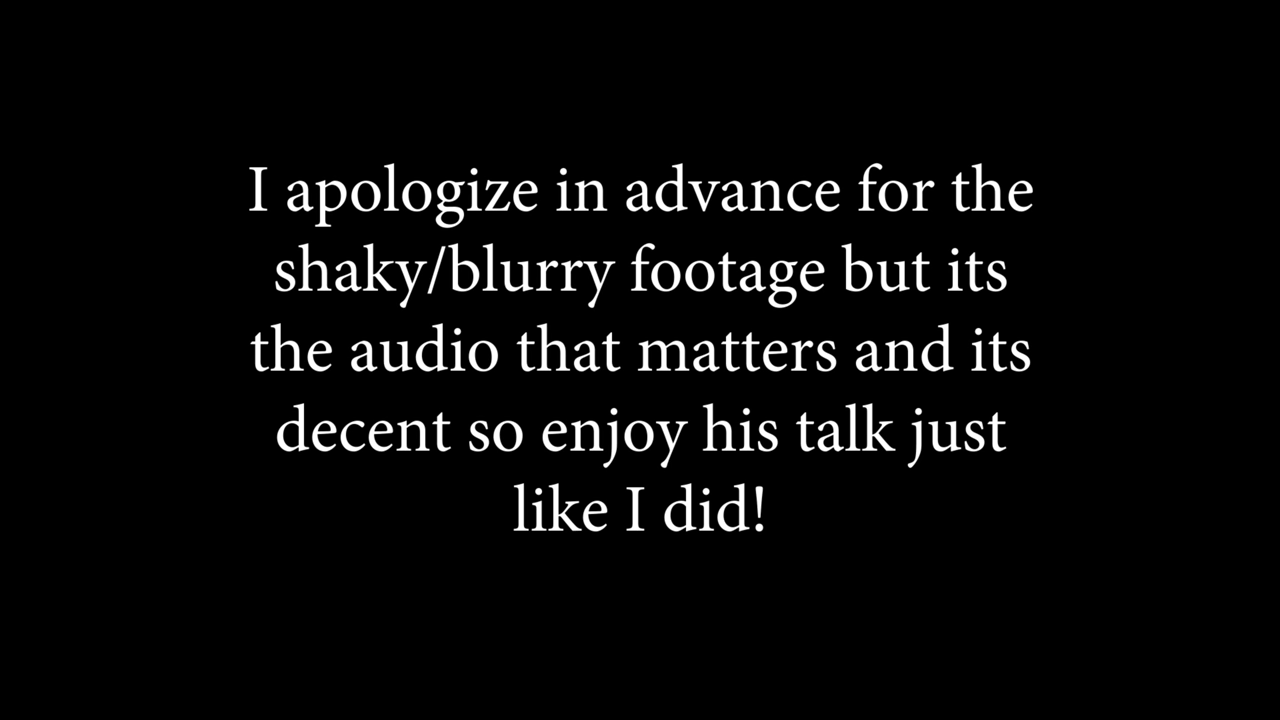 I apologize in advance for the
shaky/blurry footage but its
the audio that matters and its
decent so enjoy his talk just
like I did!